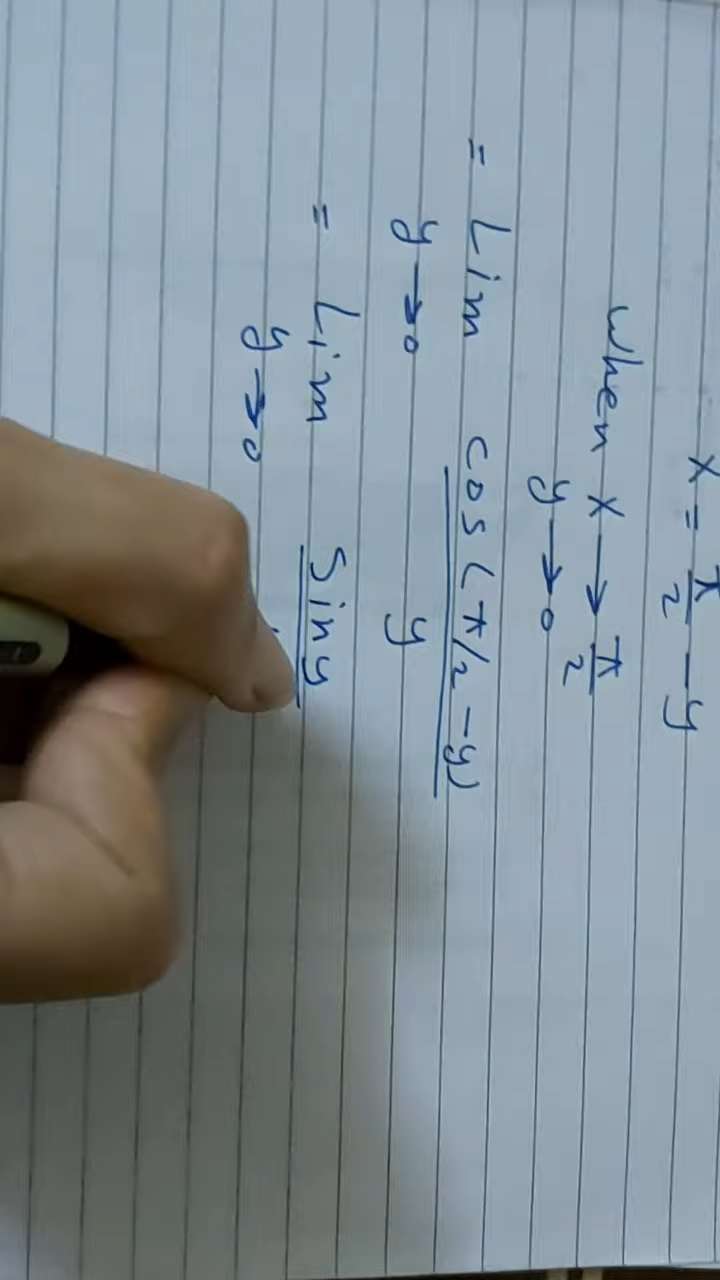 x = π/2 - y
when x → π/2
y → 0
= Lim y → 0 cos(π/2 - y) / y
= Lim y → 0 Sin y